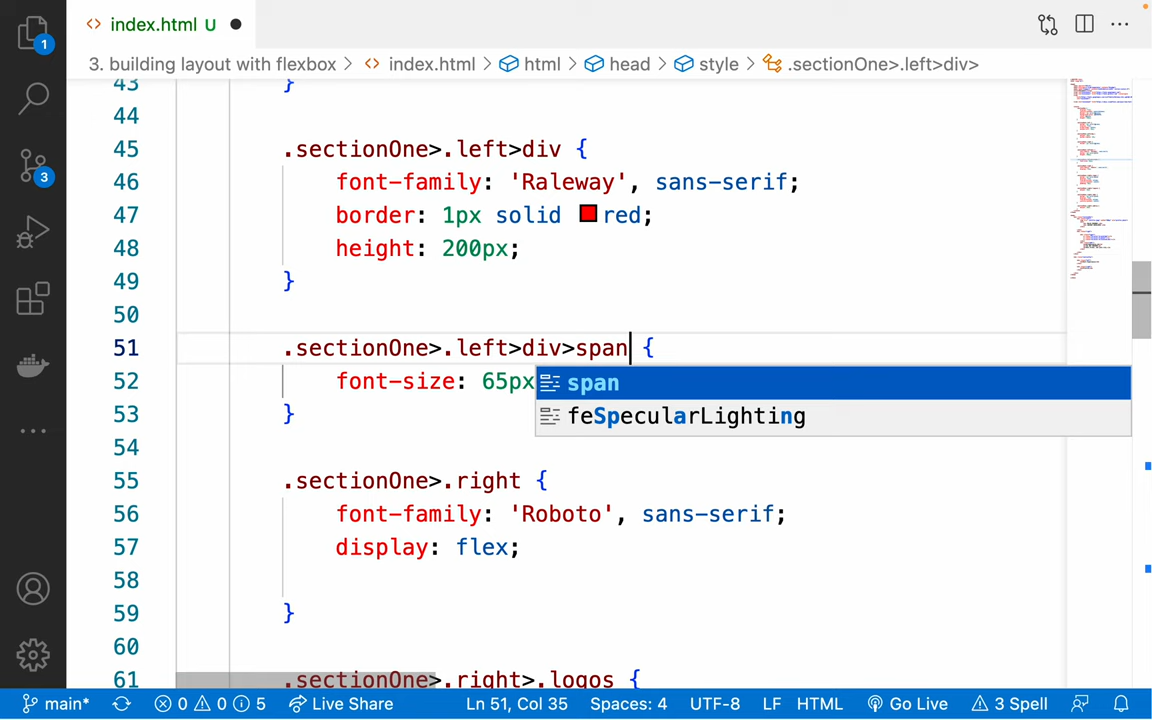 index.html U
3. building layout with flexbox > <> index.html > html > head > style > .sectionOne>.left>div>
43 }
44
45 .sectionOne>.left>div {
46 font-family: 'Raleway', sans-serif;
47 border: 1px solid red;
48 height: 200px;
49 }
50
51 .sectionOne>.left>div>span {
52 font-size: 65px
span
53 }
feSpecularLighting
54
55 .sectionOne>.right {
56 font-family: 'Roboto', sans-serif;
57 display: flex;
58
59 }
60
61 .sectionOne>.right>.logos {
1
3
main* 0 0 5 Live Share Ln 51, Col 35 Spaces: 4 UTF-8 LF HTML Go Live 3 Spell